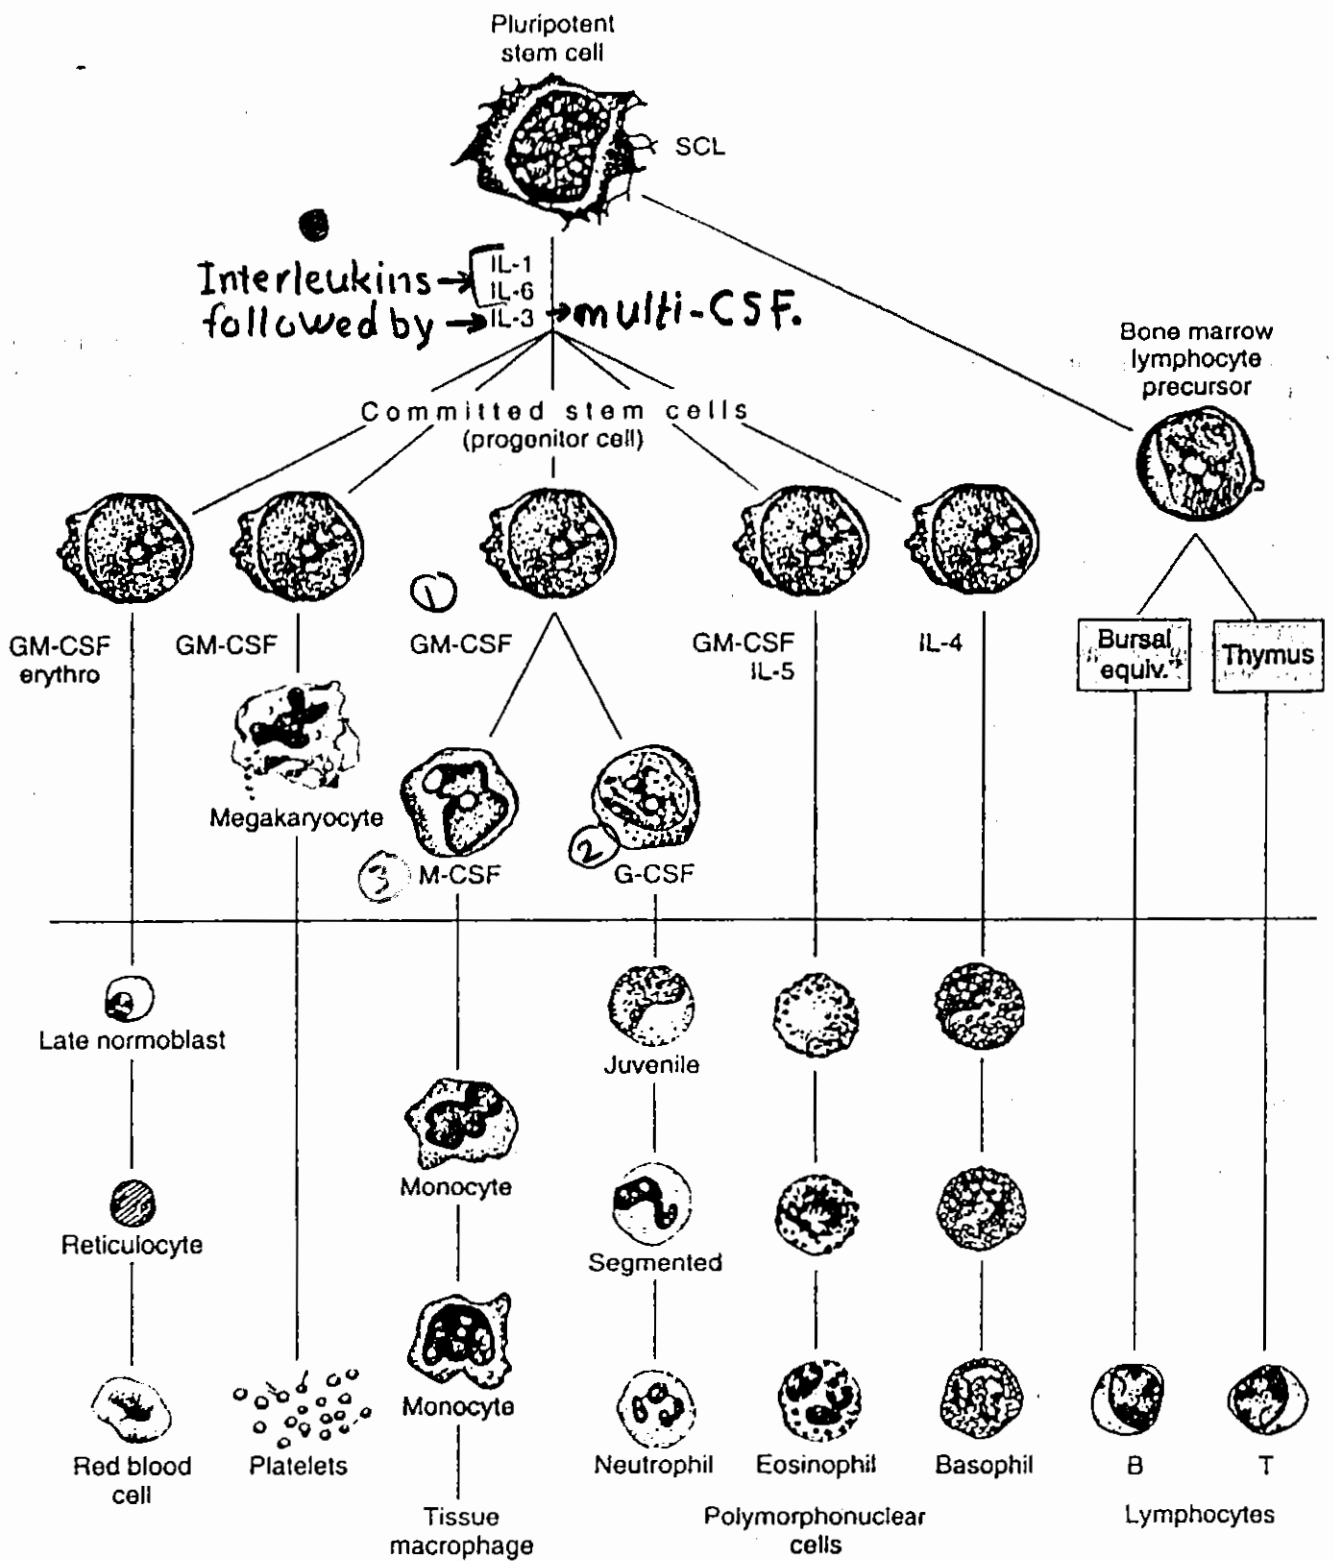 Pluripotent
stem cell
SCL
IL-1
Interleukins
IL-6
followed by
IL-3
multi-CSF.
Bone marrow
lymphocyte
precursor
Committed stem cells
(progenitor cell)
1
GM-CSF
erythro
GM-CSF
GM-CSF
GM-CSF
IL-5
IL-4
"Bursal
equiv."
Thymus
Megakaryocyte
3
M-CSF
2
G-CSF
Late normoblast
Juvenile
Monocyte
Reticulocyte
Segmented
Monocyte
Red blood
cell
Platelets
Neutrophil
Eosinophil
Basophil
B
T
Tissue
macrophage
Polymorphonuclear
cells
Lymphocytes